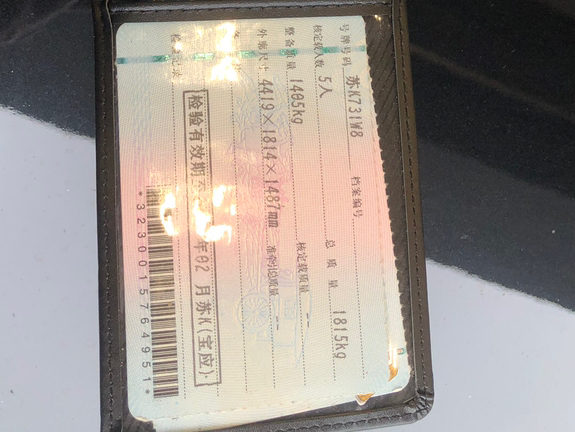 号牌号码 苏K731W8 档案编号
核定载人数 5人 总质量 1815kg
整备质量 1405kg 核定载质量 --
外廓尺寸 4419×1814×1487mm 准牵引总质量 --
检验有效期 年02月苏K(宝应)
*3230015764951*